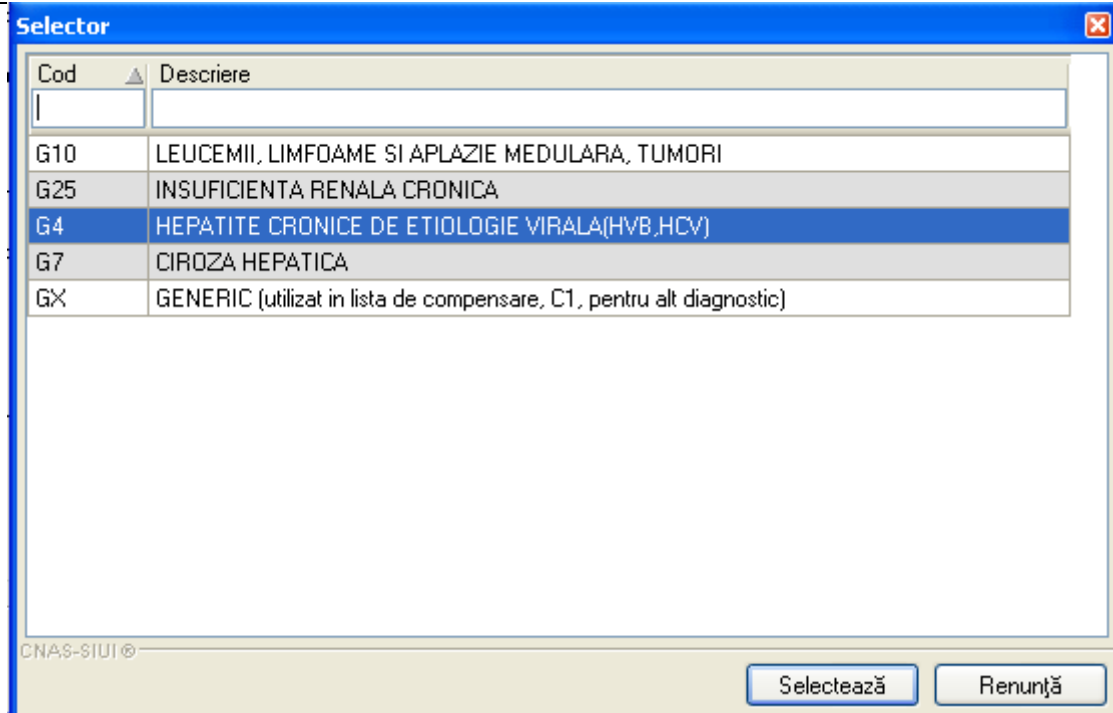 Selector
Cod Descriere
G10 LEUCEMII, LIMFOAME SI APLAZIE MEDULARA, TUMORI
G25 INSUFICIENTA RENALA CRONICA
G4 HEPATITE CRONICE DE ETIOLOGIE VIRALA(HVB,HCV)
G7 CIROZA HEPATICA
GX GENERIC (utilizat in lista de compensare, C1, pentru alt diagnostic)
CNAS-SIUI ®
Selectează Renunţă